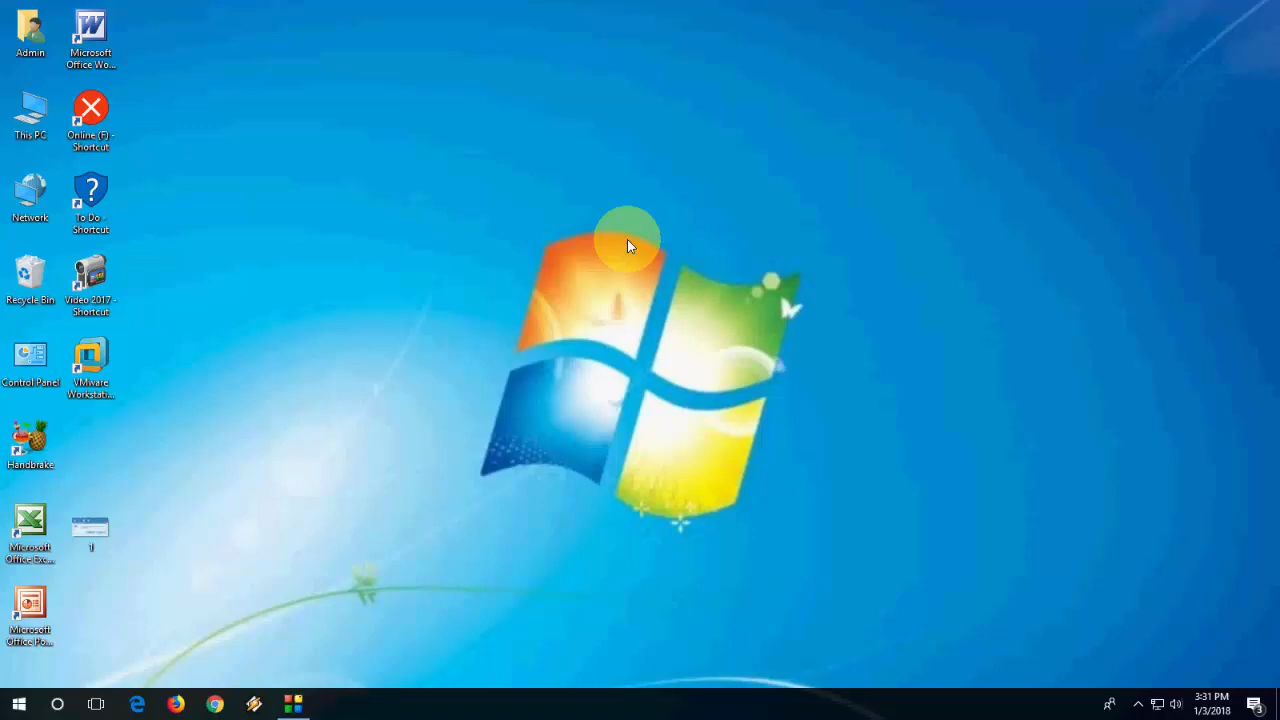 Admin
Microsoft
Office Wo...
This PC
Online (F) -
Shortcut
Network
To Do -
Shortcut
Recycle Bin
Video 2017 -
Shortcut
Control Panel
VMware
Workstati...
Handbrake
Microsoft
Office Exc...
1
Microsoft
Office Po...
3:31 PM
1/3/2018
3